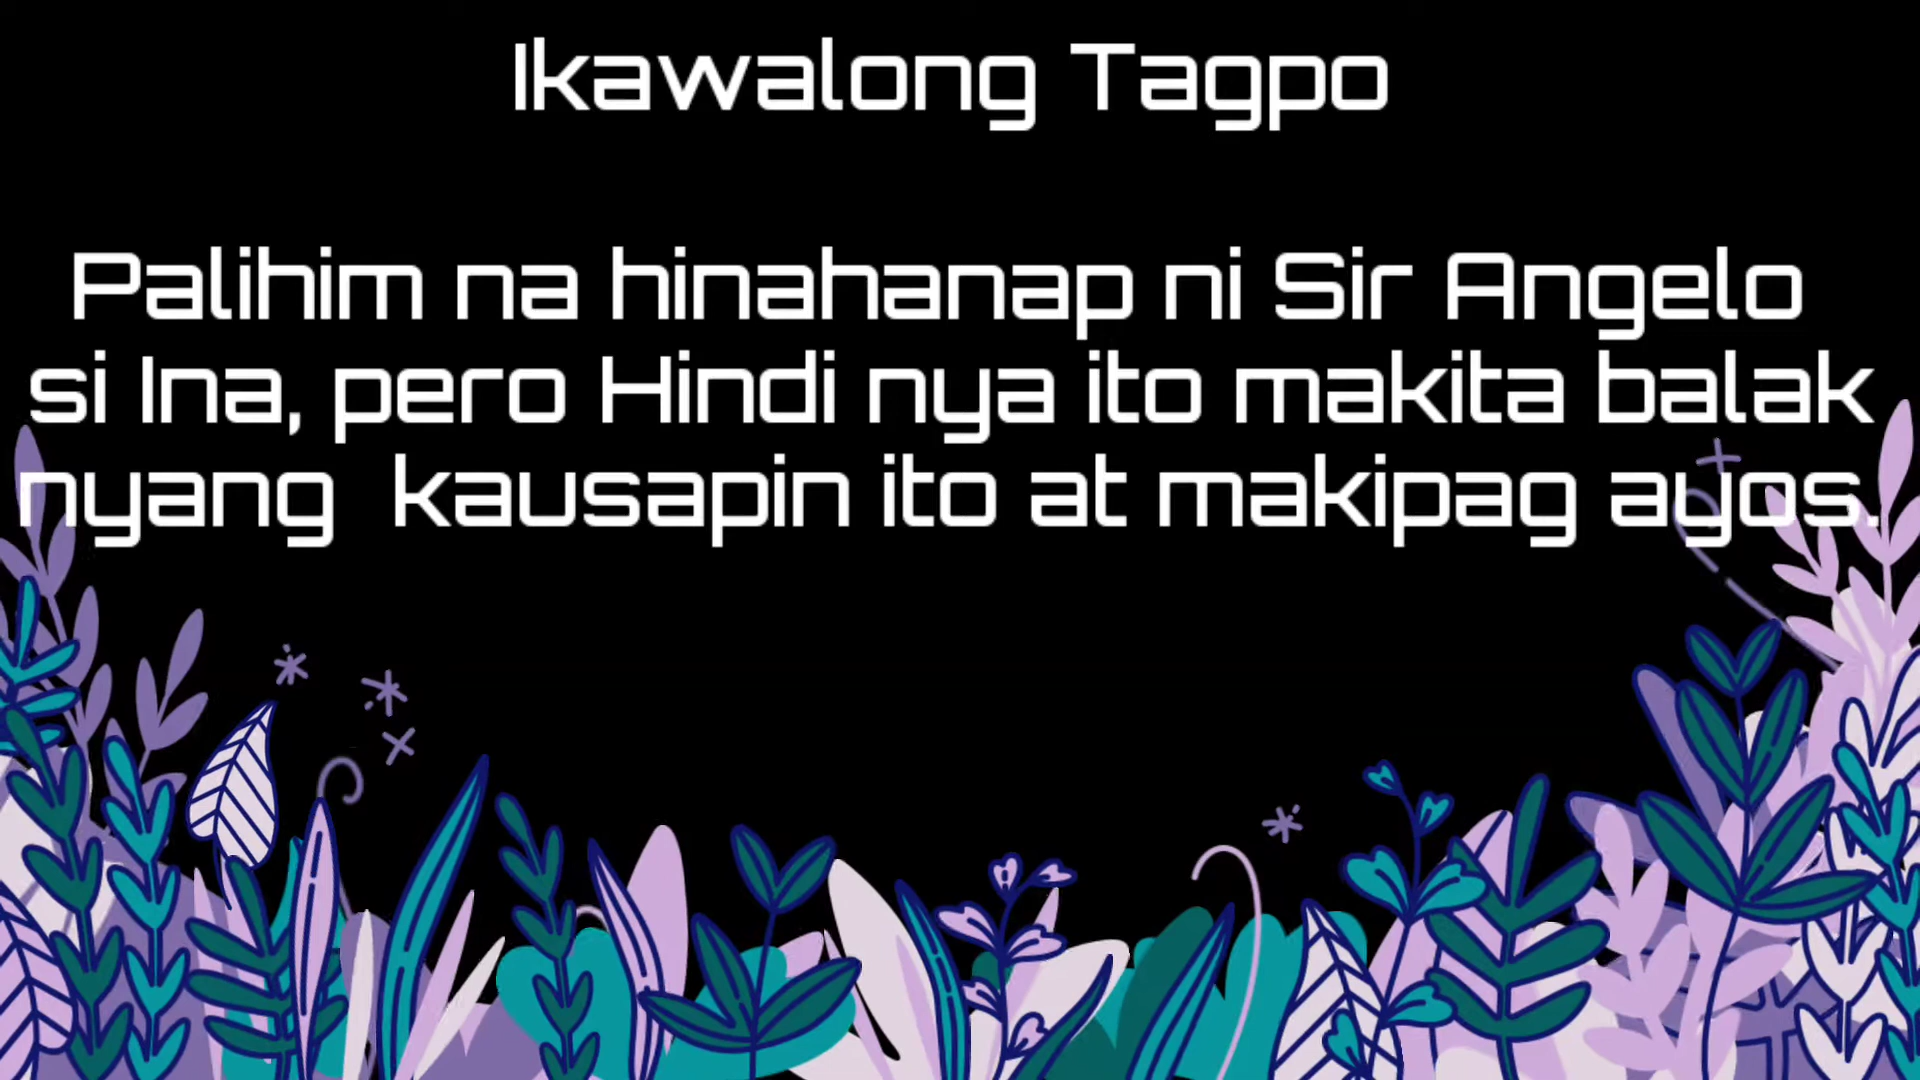 Ikawalong Tagpo
Palihim na hinahanap ni Sir Angelo
si Ina, pero Hindi nya ito makita balak
nyang kausapin ito at makipag ayos.